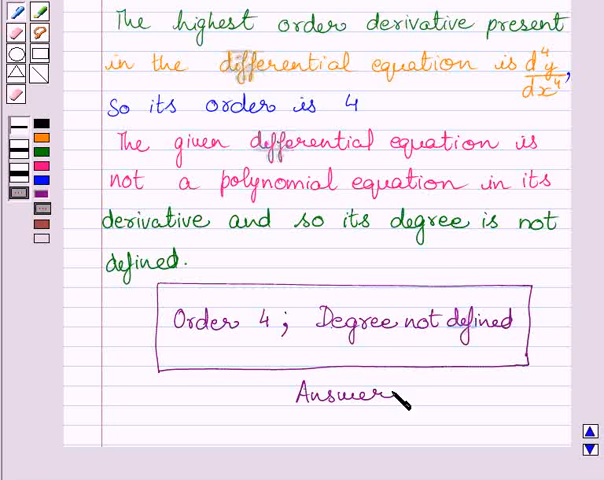 The highest order derivative present
in the differential equation is d⁴y/dx⁴,
so its order is 4
The given differential equation is
not a polynomial equation in its
derivative and so its degree is not
defined.
Order 4; Degree not defined
Answer